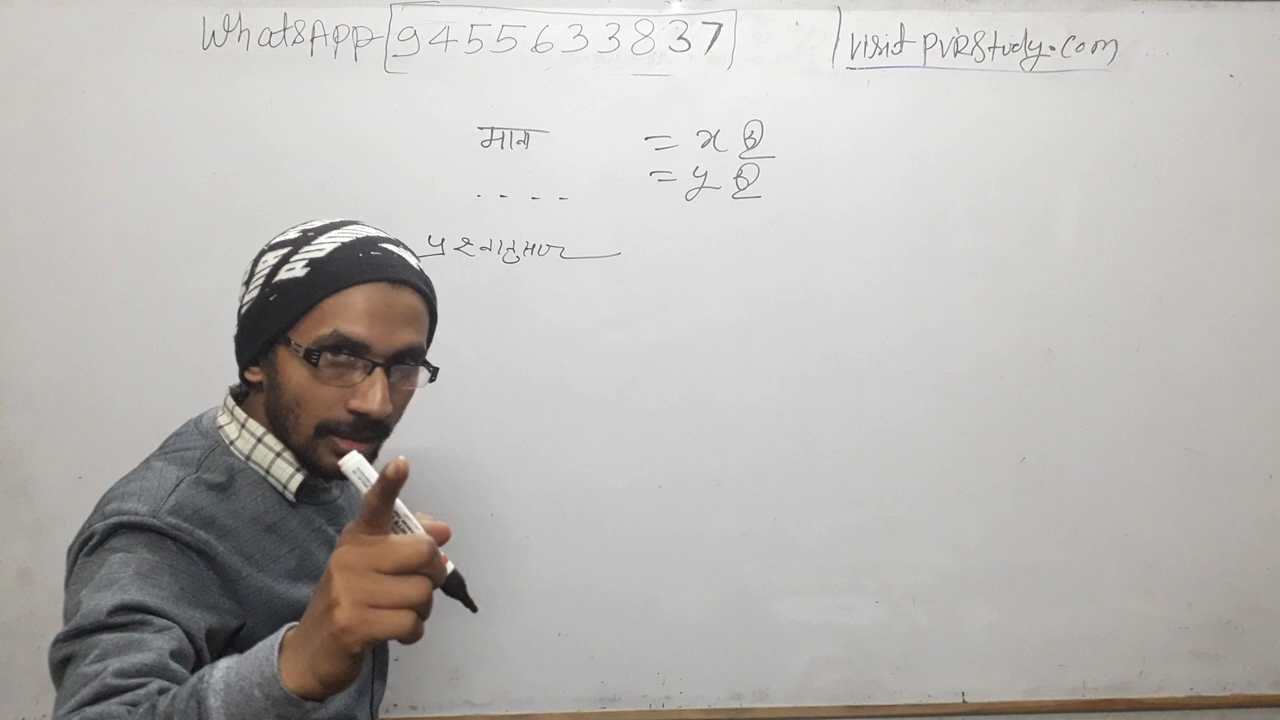 WhatsApp 9455633837
visit pvrstudy.com
माना = x है
.... = y है
प्रश्नानुसार